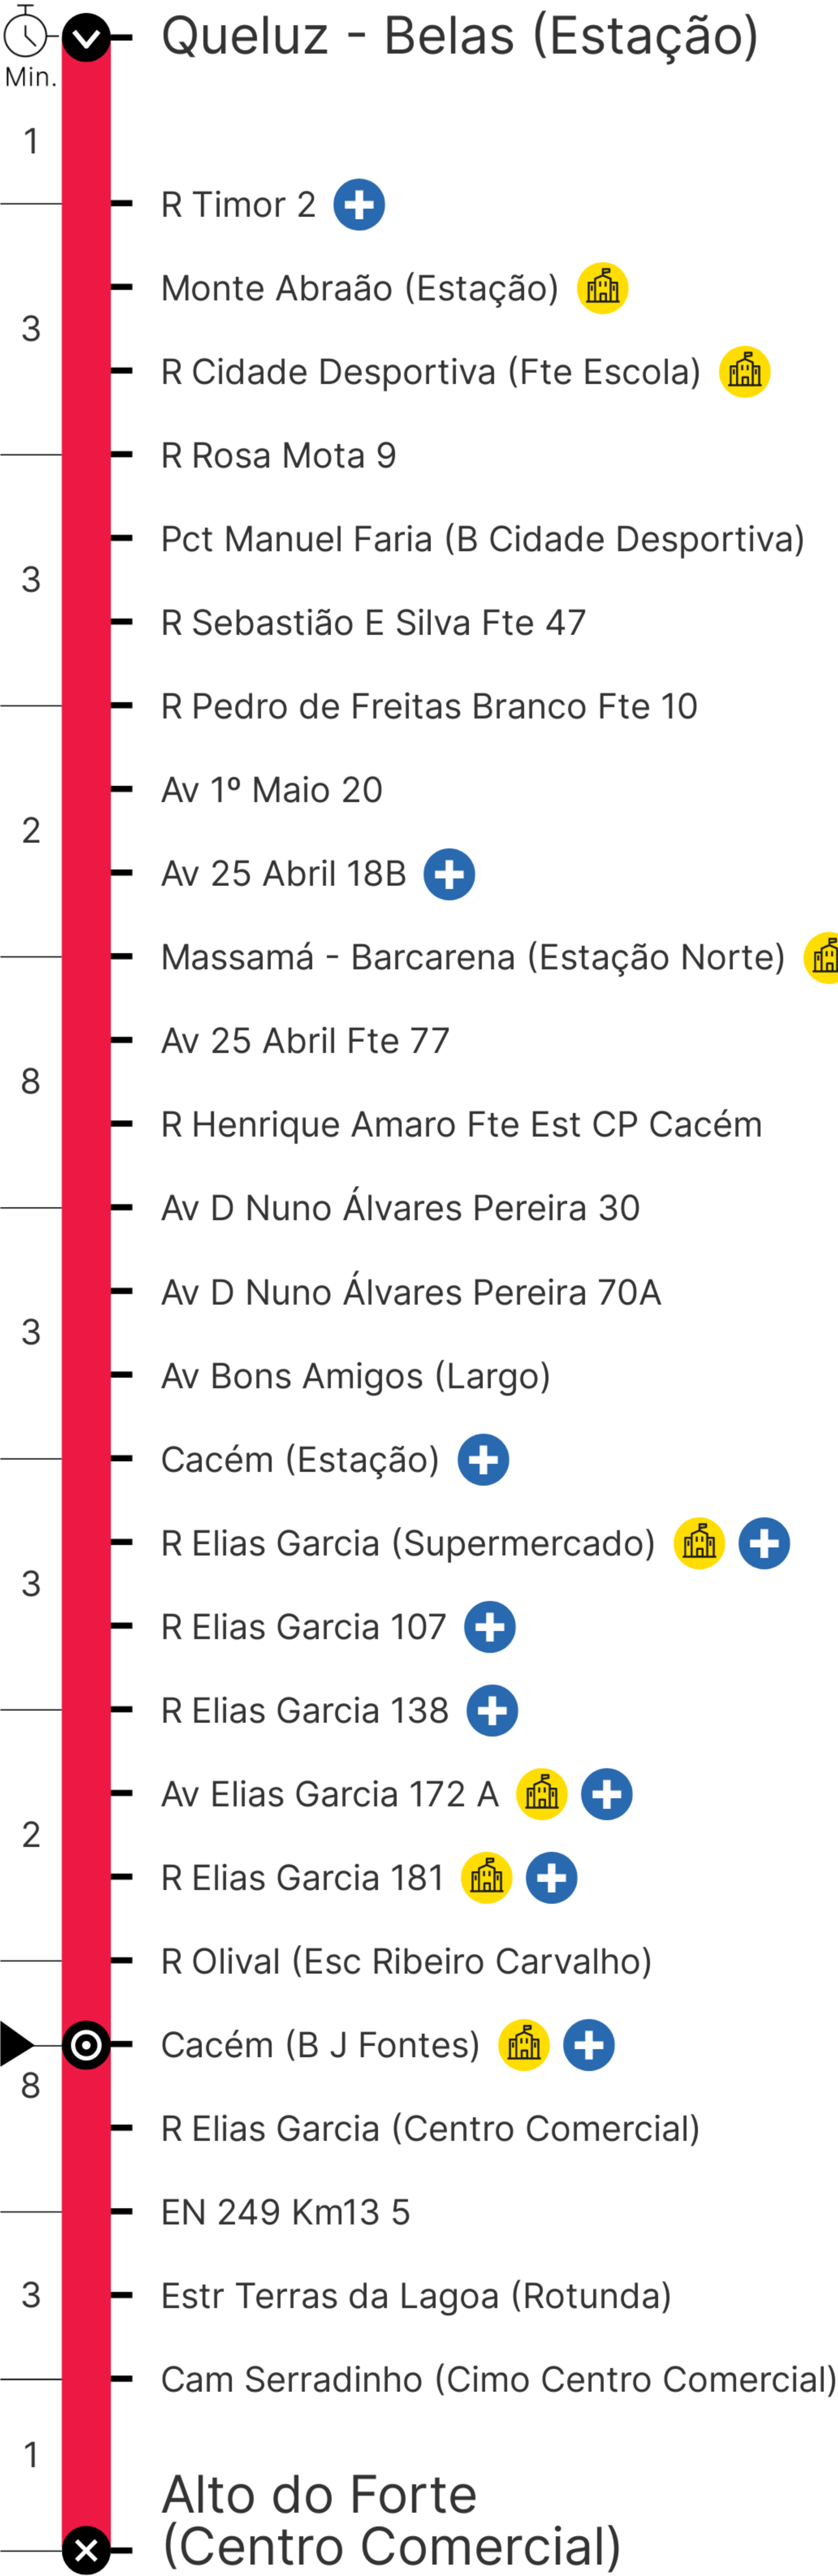 Queluz - Belas (Estação)
Min.
1
R Timor 2
Monte Abraão (Estação)
3
R Cidade Desportiva (Fte Escola)
R Rosa Mota 9
Pct Manuel Faria (B Cidade Desportiva)
3
R Sebastião E Silva Fte 47
R Pedro de Freitas Branco Fte 10
Av 1º Maio 20
2
Av 25 Abril 18B
Massamá - Barcarena (Estação Norte)
Av 25 Abril Fte 77
8
R Henrique Amaro Fte Est CP Cacém
Av D Nuno Álvares Pereira 30
Av D Nuno Álvares Pereira 70A
3
Av Bons Amigos (Largo)
Cacém (Estação)
R Elias Garcia (Supermercado)
3
R Elias Garcia 107
R Elias Garcia 138
Av Elias Garcia 172 A
2
R Elias Garcia 181
R Olival (Esc Ribeiro Carvalho)
Cacém (B J Fontes)
8
R Elias Garcia (Centro Comercial)
EN 249 Km13 5
3
Estr Terras da Lagoa (Rotunda)
Cam Serradinho (Cimo Centro Comercial)
1
Alto do Forte
(Centro Comercial)